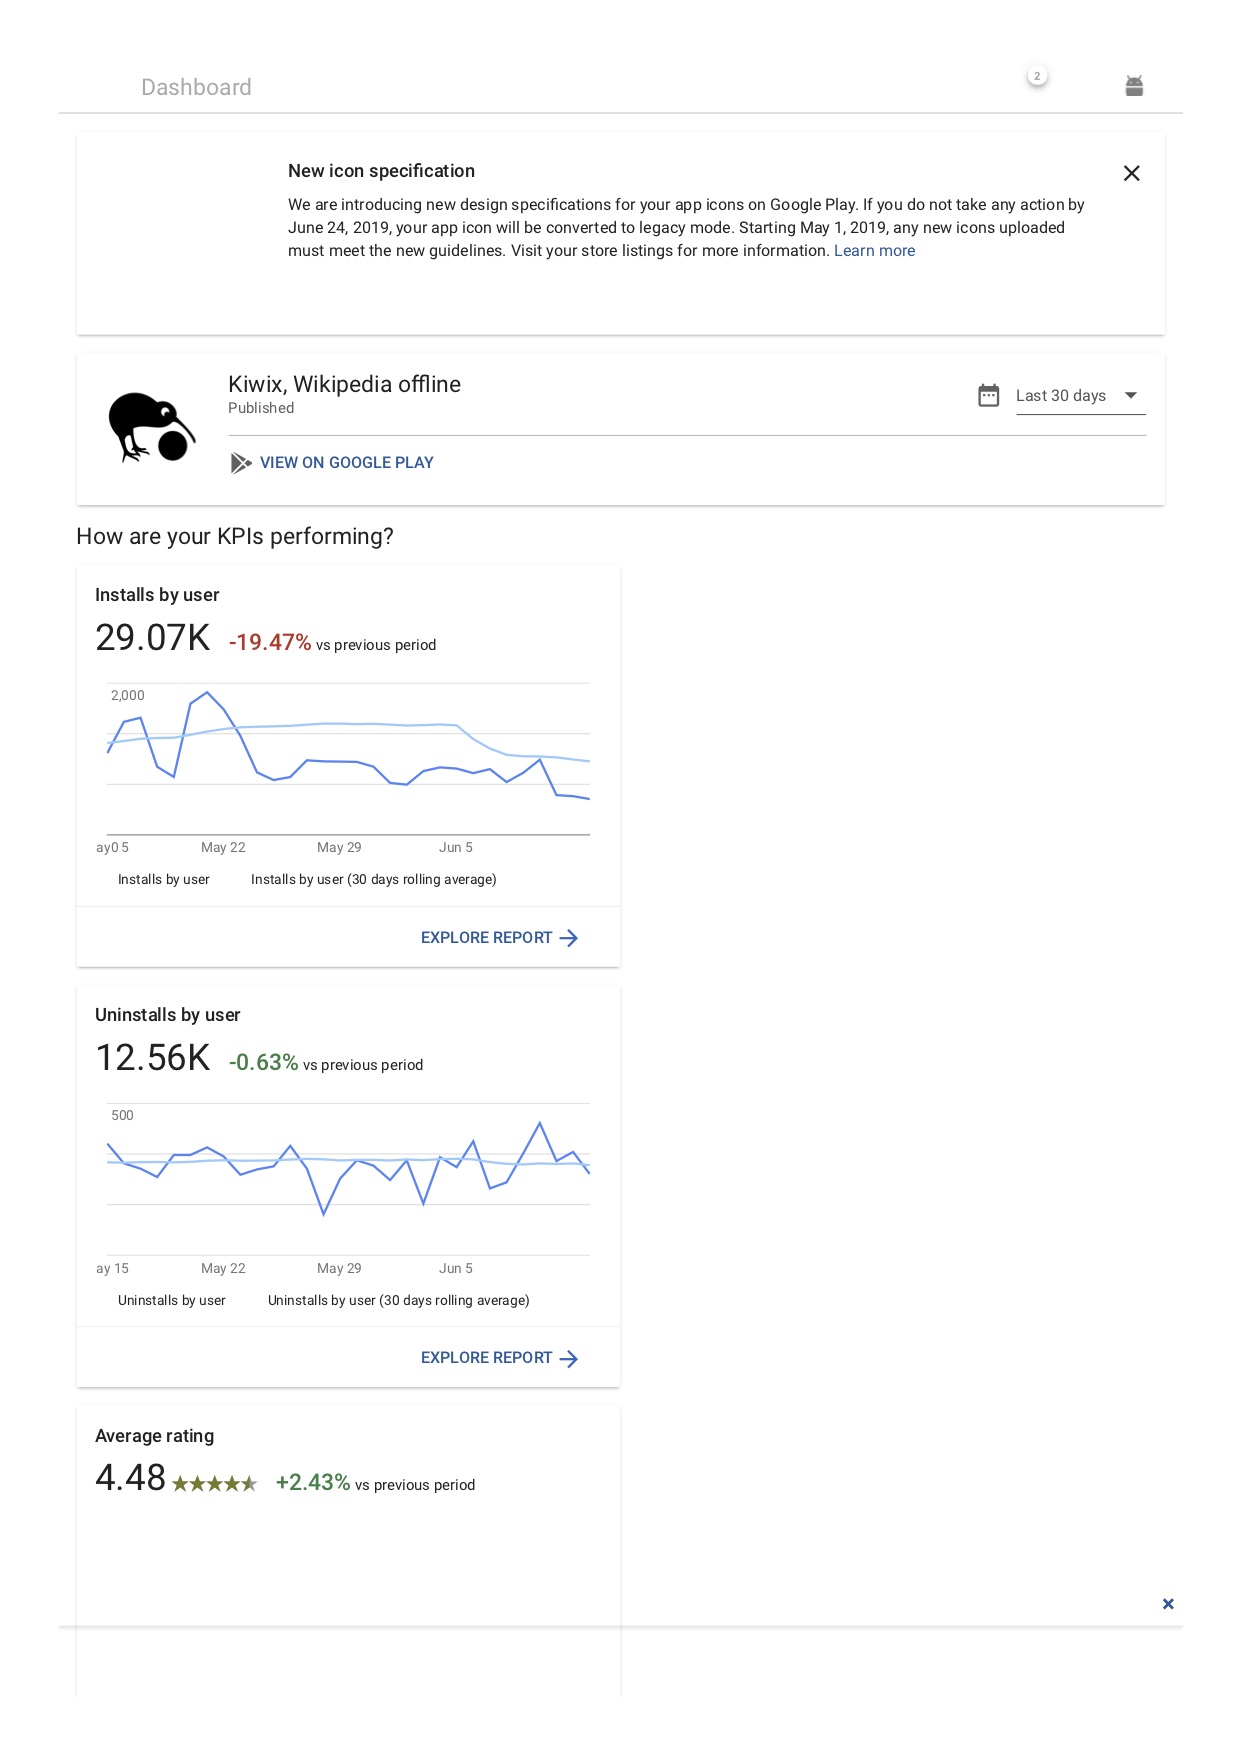 Dashboard
2
New icon specification
We are introducing new design specifications for your app icons on Google Play. If you do not take any action by
June 24, 2019, your app icon will be converted to legacy mode. Starting May 1, 2019, any new icons uploaded
must meet the new guidelines. Visit your store listings for more information. Learn more
Kiwix, Wikipedia offline
Published
Last 30 days
VIEW ON GOOGLE PLAY
How are your KPIs performing?
Installs by user
29.07K -19.47% vs previous period
2,000
May 22 May 29 Jun 5
Installs by user Installs by user (30 days rolling average)
EXPLORE REPORT
Uninstalls by user
12.56K -0.63% vs previous period
500
ay 15 May 22 May 29 Jun 5
Uninstalls by user Uninstalls by user (30 days rolling average)
EXPLORE REPORT
Average rating
4.48 +2.43% vs previous period